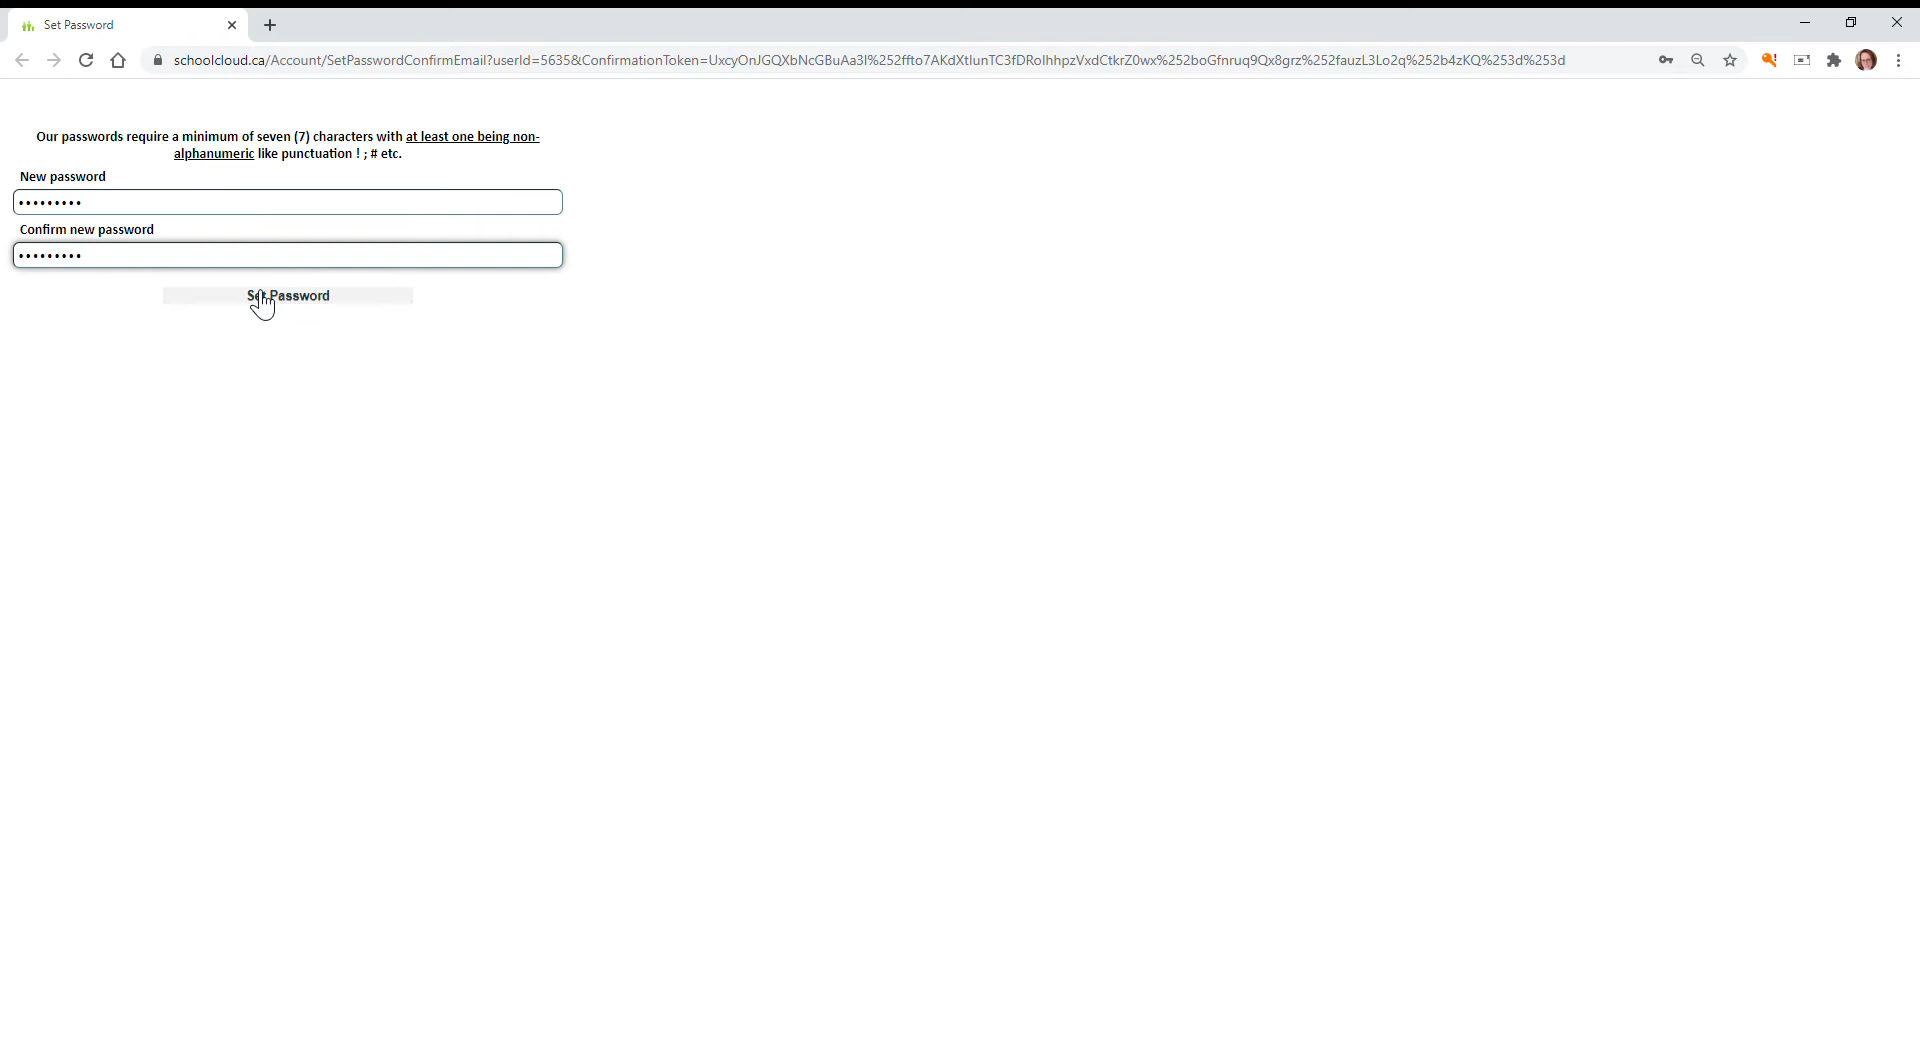 Set Password
schoolcloud.ca/Account/SetPasswordConfirmEmail?userId=5635&ConfirmationToken=UxcyOnJGQXbNcGBuAa3l%252ffto7AKdXtIunTC3fDRolhhpzVxdCtkrZ0wx%252boGfnruq9Qx8grz%252fauzL3Lo2q%252b4zKQ%253d%253d
Our passwords require a minimum of seven (7) characters with at least one being non-
alphanumeric like punctuation ! ; # etc.
New password
•••••••••
Confirm new password
•••••••••
Set Password